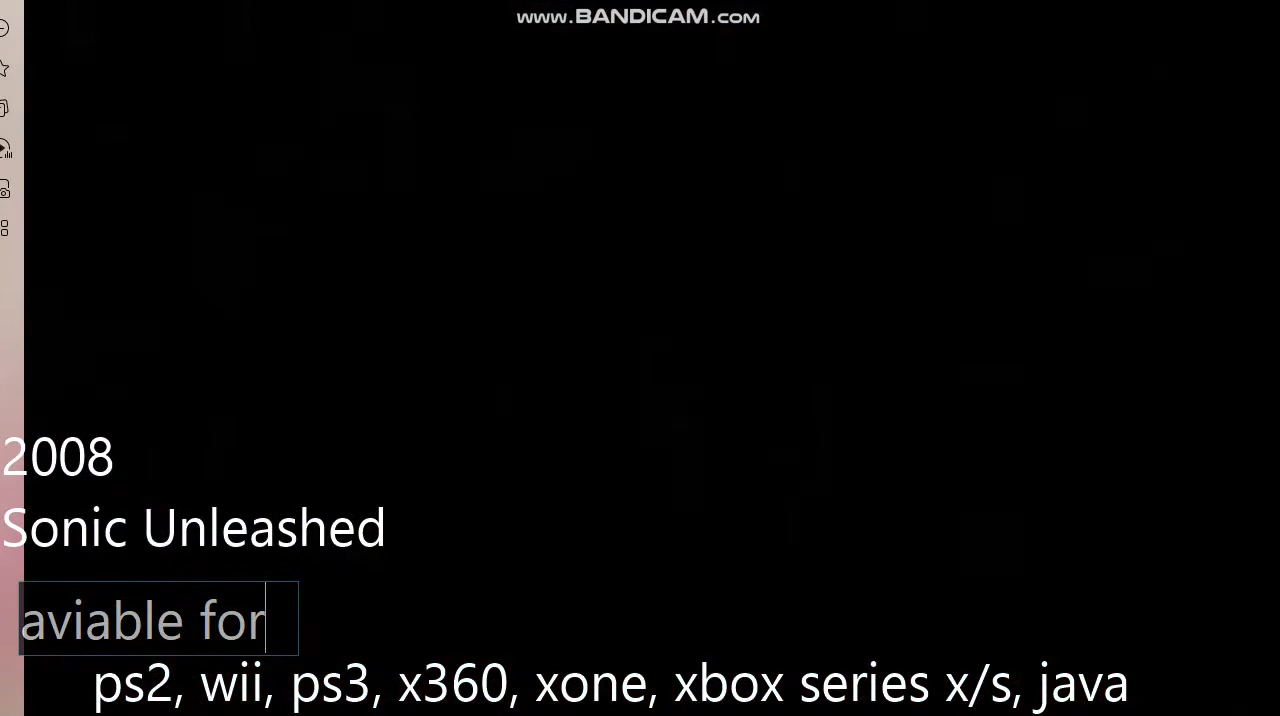 www.BANDICAM.com
2008
Sonic Unleashed
aviable for
ps2, wii, ps3, x360, xone, xbox series x/s, java